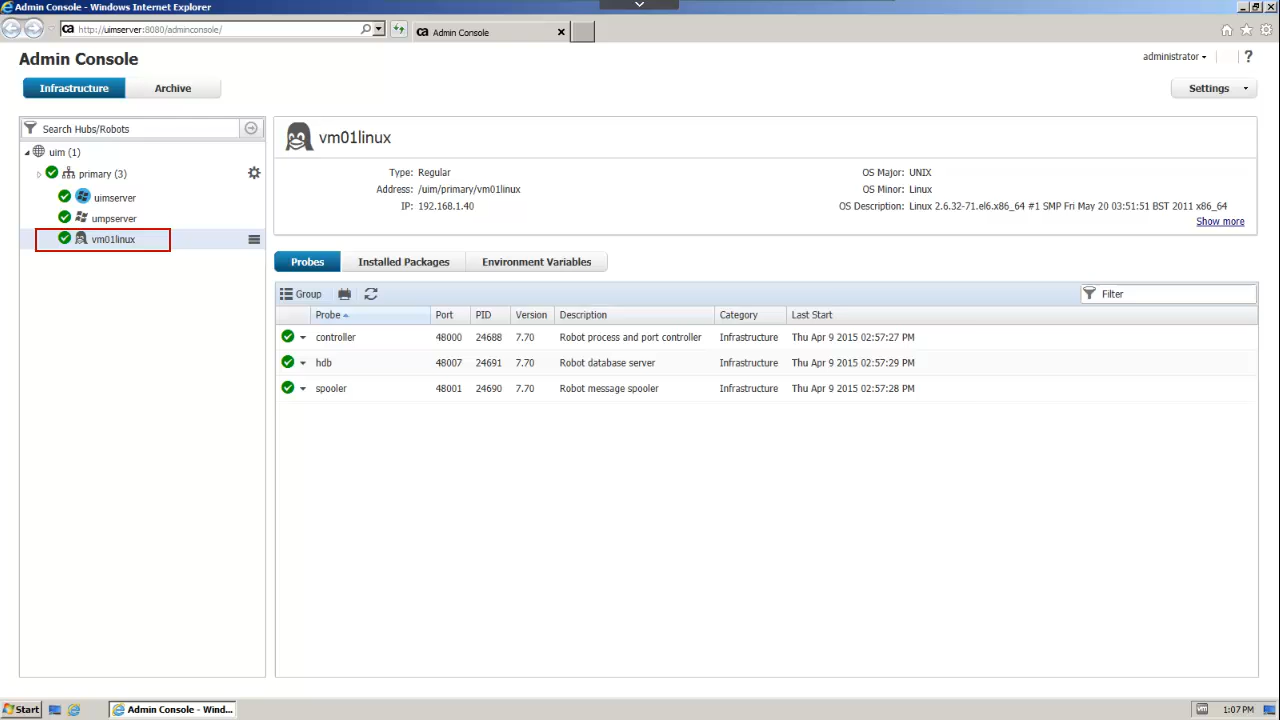 Admin Console - Windows Internet Explorer
ca http://uimserver:8080/adminconsole/
ca Admin Console
Admin Console
administrator
?
Infrastructure
Archive
Settings
Search Hubs/Robots
uim (1)
primary (3)
uimserver
umpserver
vm01linux
vm01linux
Type: Regular
OS Major: UNIX
Address: /uim/primary/vm01linux
OS Minor: Linux
IP: 192.168.1.40
OS Description: Linux 2.6.32-71.el6.x86_64 #1 SMP Fri May 20 03:51:51 BST 2011 x86_64
Show more
Probes
Installed Packages
Environment Variables
Group
Filter
Probe Port PID Version Description Category Last Start
controller 48000 24688 7.70 Robot process and port controller Infrastructure Thu Apr 9 2015 02:57:27 PM
hdb 48007 24691 7.70 Robot database server Infrastructure Thu Apr 9 2015 02:57:29 PM
spooler 48001 24690 7.70 Robot message spooler Infrastructure Thu Apr 9 2015 02:57:28 PM
Start
Admin Console - Wind...
1:07 PM